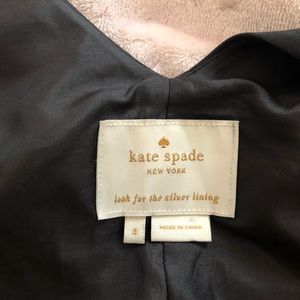 kate spade
NEW YORK
look for the silver lining
4
MADE IN CHINA